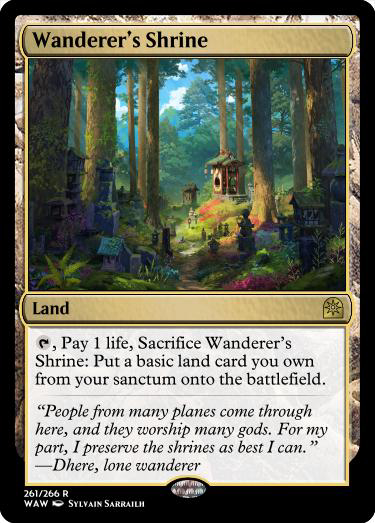 Wanderer's Shrine
Land
, Pay 1 life, Sacrifice Wanderer's
Shrine: Put a basic land card you own
from your sanctum onto the battlefield.
"People from many planes come through
here, and they worship many gods. For my
part, I preserve the shrines as best I can."
—Dhere, lone wanderer
261/266 R
WAW Sylvain Sarrailh